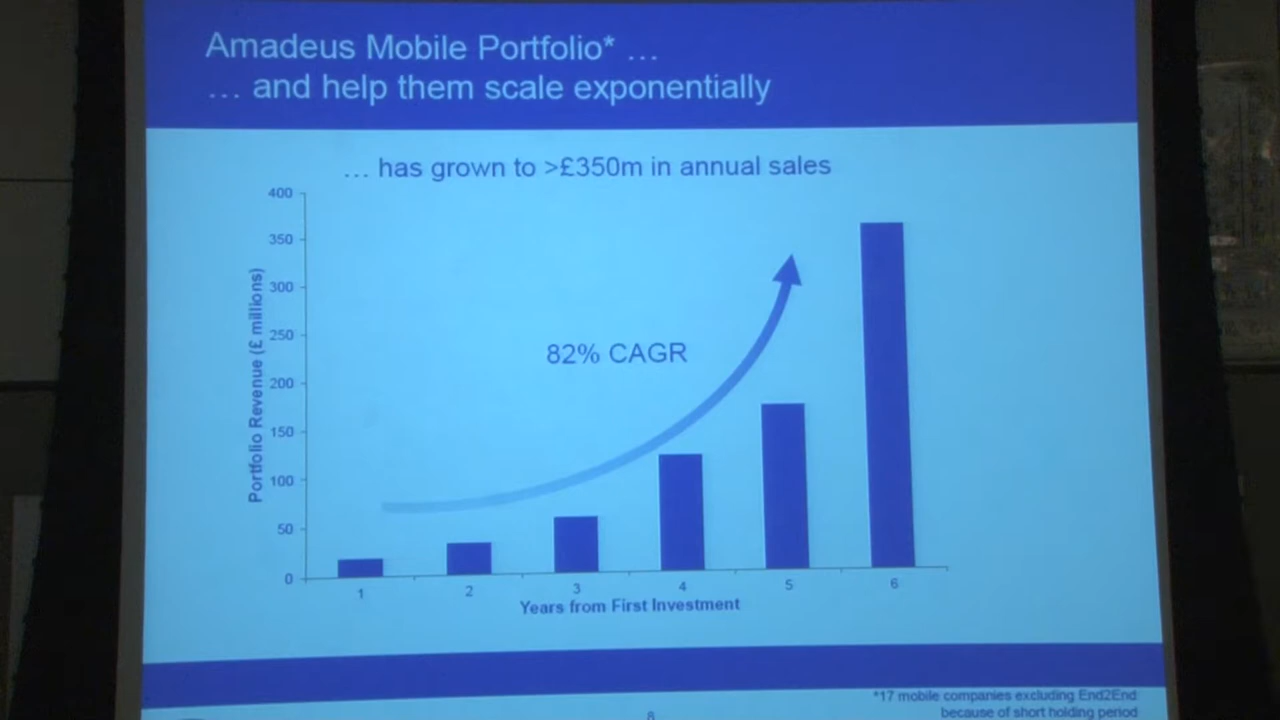 Amadeus Mobile Portfolio* ...
... and help them scale exponentially
... has grown to >£350m in annual sales
400
350
300
250
200
150
100
50
0
Portfolio Revenue (£ millions)
82% CAGR
1 2 3 4 5 6
Years from First Investment
*17 mobile companies excluding End2End
because of short holding period
8